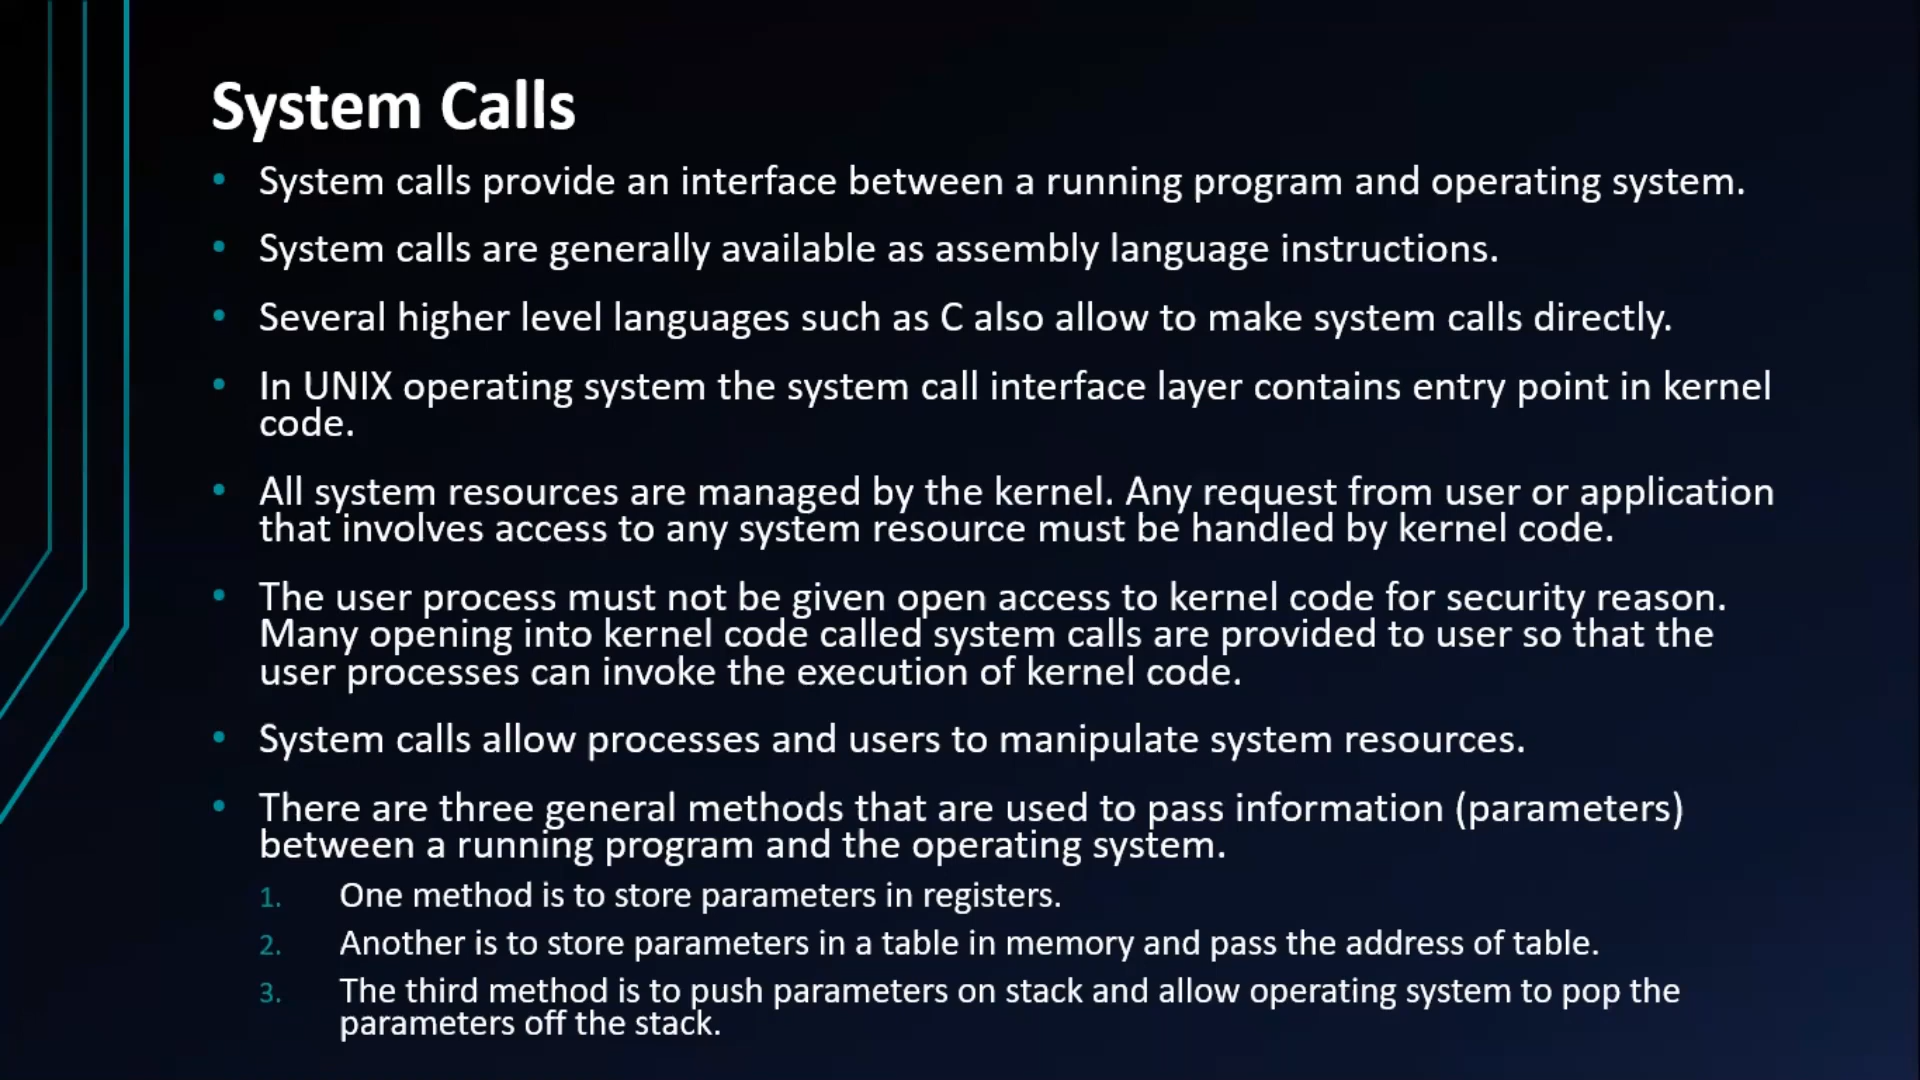 System Calls
• System calls provide an interface between a running program and operating system.
• System calls are generally available as assembly language instructions.
• Several higher level languages such as C also allow to make system calls directly.
• In UNIX operating system the system call interface layer contains entry point in kernel
code.
• All system resources are managed by the kernel. Any request from user or application
that involves access to any system resource must be handled by kernel code.
• The user process must not be given open access to kernel code for security reason.
Many opening into kernel code called system calls are provided to user so that the
user processes can invoke the execution of kernel code.
• System calls allow processes and users to manipulate system resources.
• There are three general methods that are used to pass information (parameters)
between a running program and the operating system.
1. One method is to store parameters in registers.
2. Another is to store parameters in a table in memory and pass the address of table.
3. The third method is to push parameters on stack and allow operating system to pop the
parameters off the stack.